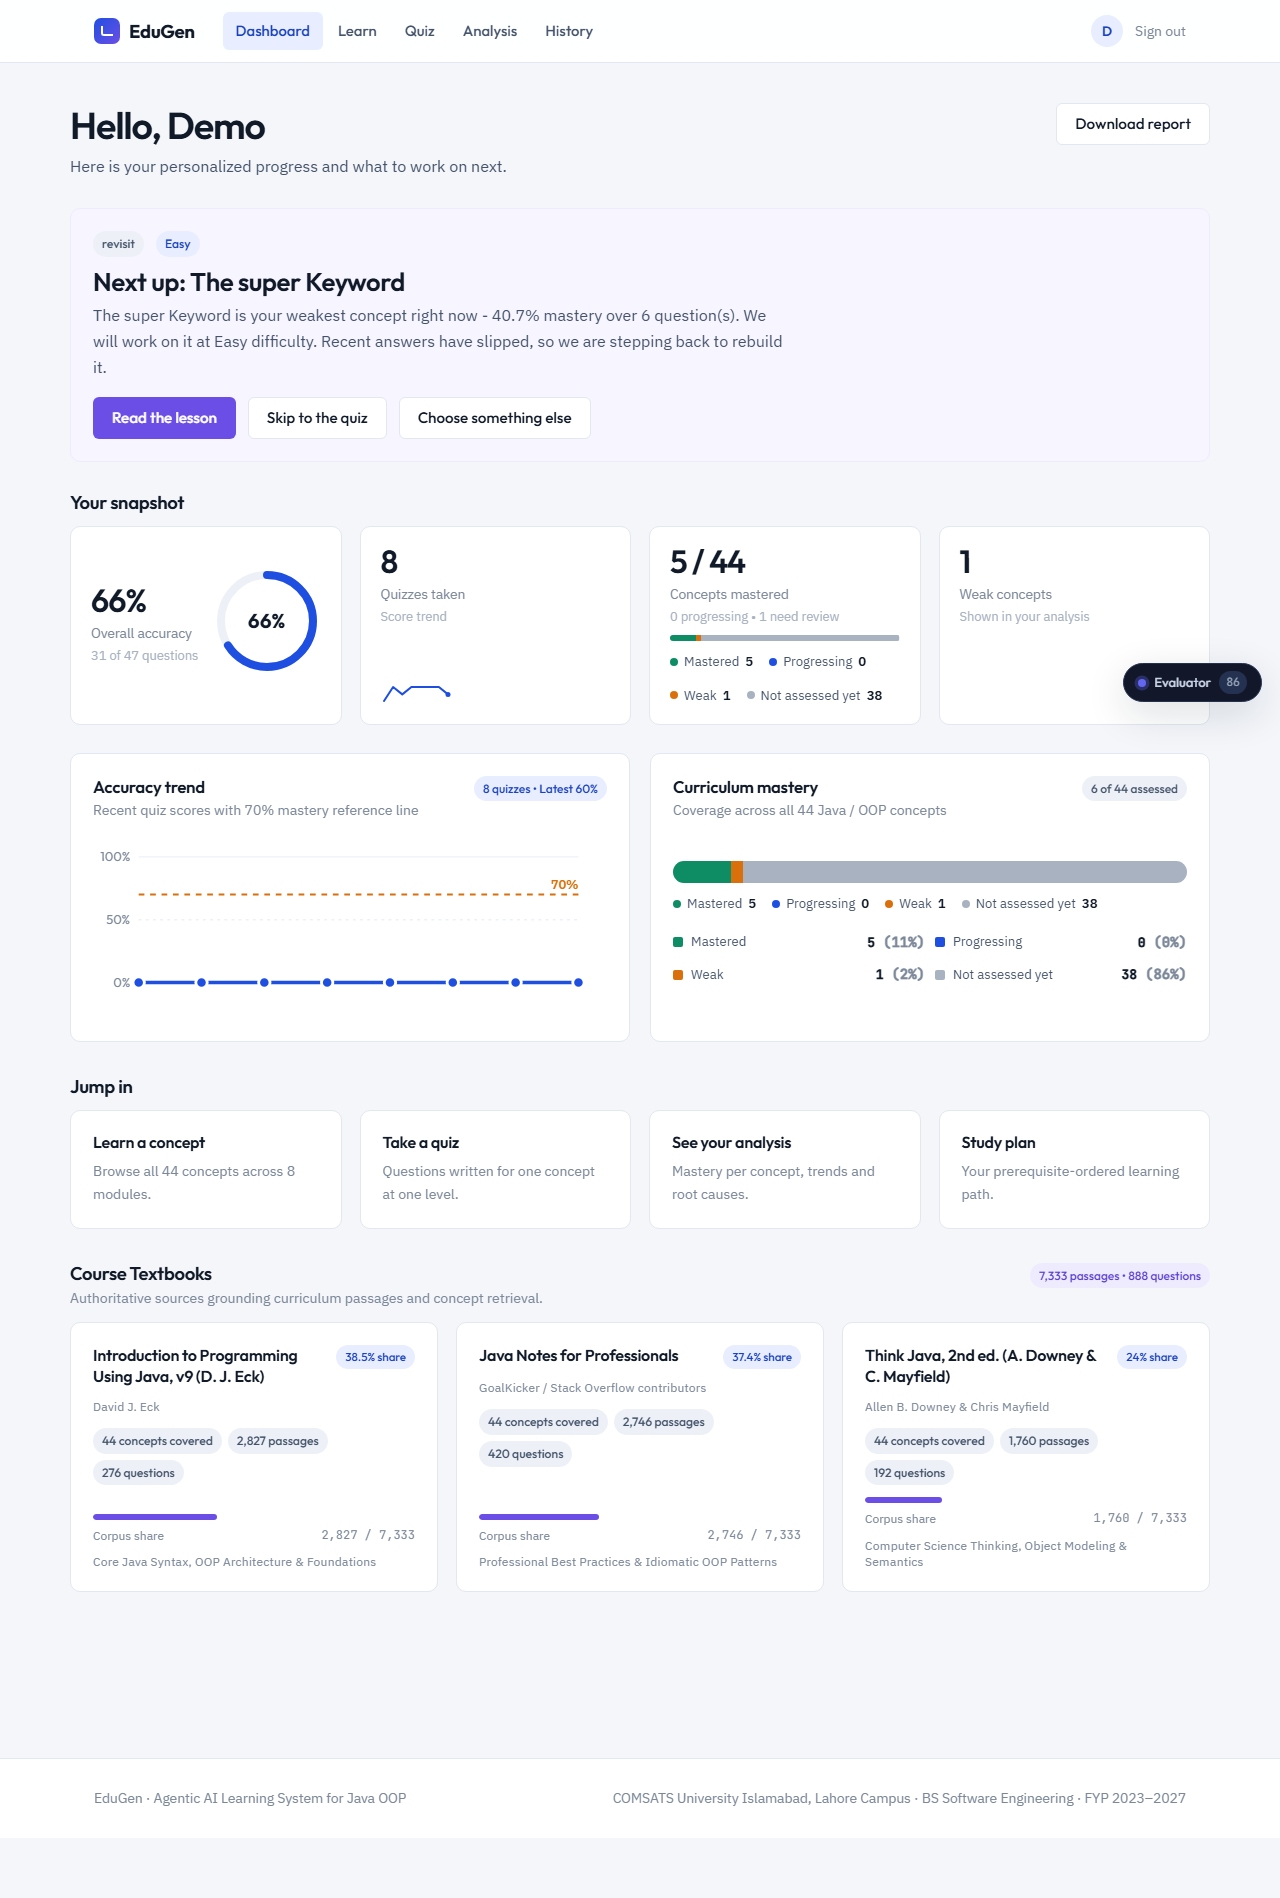 EduGen
Dashboard
Learn
Quiz
Analysis
History
D
Sign out
Hello, Demo
Download report
Here is your personalized progress and what to work on next.
revisit
Easy
Next up: The super Keyword
The super Keyword is your weakest concept right now - 40.7% mastery over 6 question(s). We
will work on it at Easy difficulty. Recent answers have slipped, so we are stepping back to rebuild
it.
Read the lesson
Skip to the quiz
Choose something else
Your snapshot
66%
Overall accuracy
31 of 47 questions
66%
8
Quizzes taken
Score trend
5 / 44
Concepts mastered
0 progressing • 1 need review
Mastered 5
Progressing 0
Weak 1
Not assessed yet 38
1
Weak concepts
Shown in your analysis
Evaluator 86
Accuracy trend
8 quizzes • Latest 60%
Recent quiz scores with 70% mastery reference line
100%
70%
50%
0%
Curriculum mastery
6 of 44 assessed
Coverage across all 44 Java / OOP concepts
Mastered 5
Progressing 0
Weak 1
Not assessed yet 38
Mastered 5 (11%)
Progressing 0 (0%)
Weak 1 (2%)
Not assessed yet 38 (86%)
Jump in
Learn a concept
Browse all 44 concepts across 8
modules.
Take a quiz
Questions written for one concept
at one level.
See your analysis
Mastery per concept, trends and
root causes.
Study plan
Your prerequisite-ordered learning
path.
Course Textbooks
7,333 passages • 888 questions
Authoritative sources grounding curriculum passages and concept retrieval.
Introduction to Programming
Using Java, v9 (D. J. Eck)
38.5% share
David J. Eck
44 concepts covered
2,827 passages
276 questions
Corpus share
2,827 / 7,333
Core Java Syntax, OOP Architecture & Foundations
Java Notes for Professionals
37.4% share
GoalKicker / Stack Overflow contributors
44 concepts covered
2,746 passages
420 questions
Corpus share
2,746 / 7,333
Professional Best Practices & Idiomatic OOP Patterns
Think Java, 2nd ed. (A. Downey &
C. Mayfield)
24% share
Allen B. Downey & Chris Mayfield
44 concepts covered
1,760 passages
192 questions
Corpus share
1,760 / 7,333
Computer Science Thinking, Object Modeling &
Semantics
EduGen · Agentic AI Learning System for Java OOP
COMSATS University Islamabad, Lahore Campus · BS Software Engineering · FYP 2023–2027